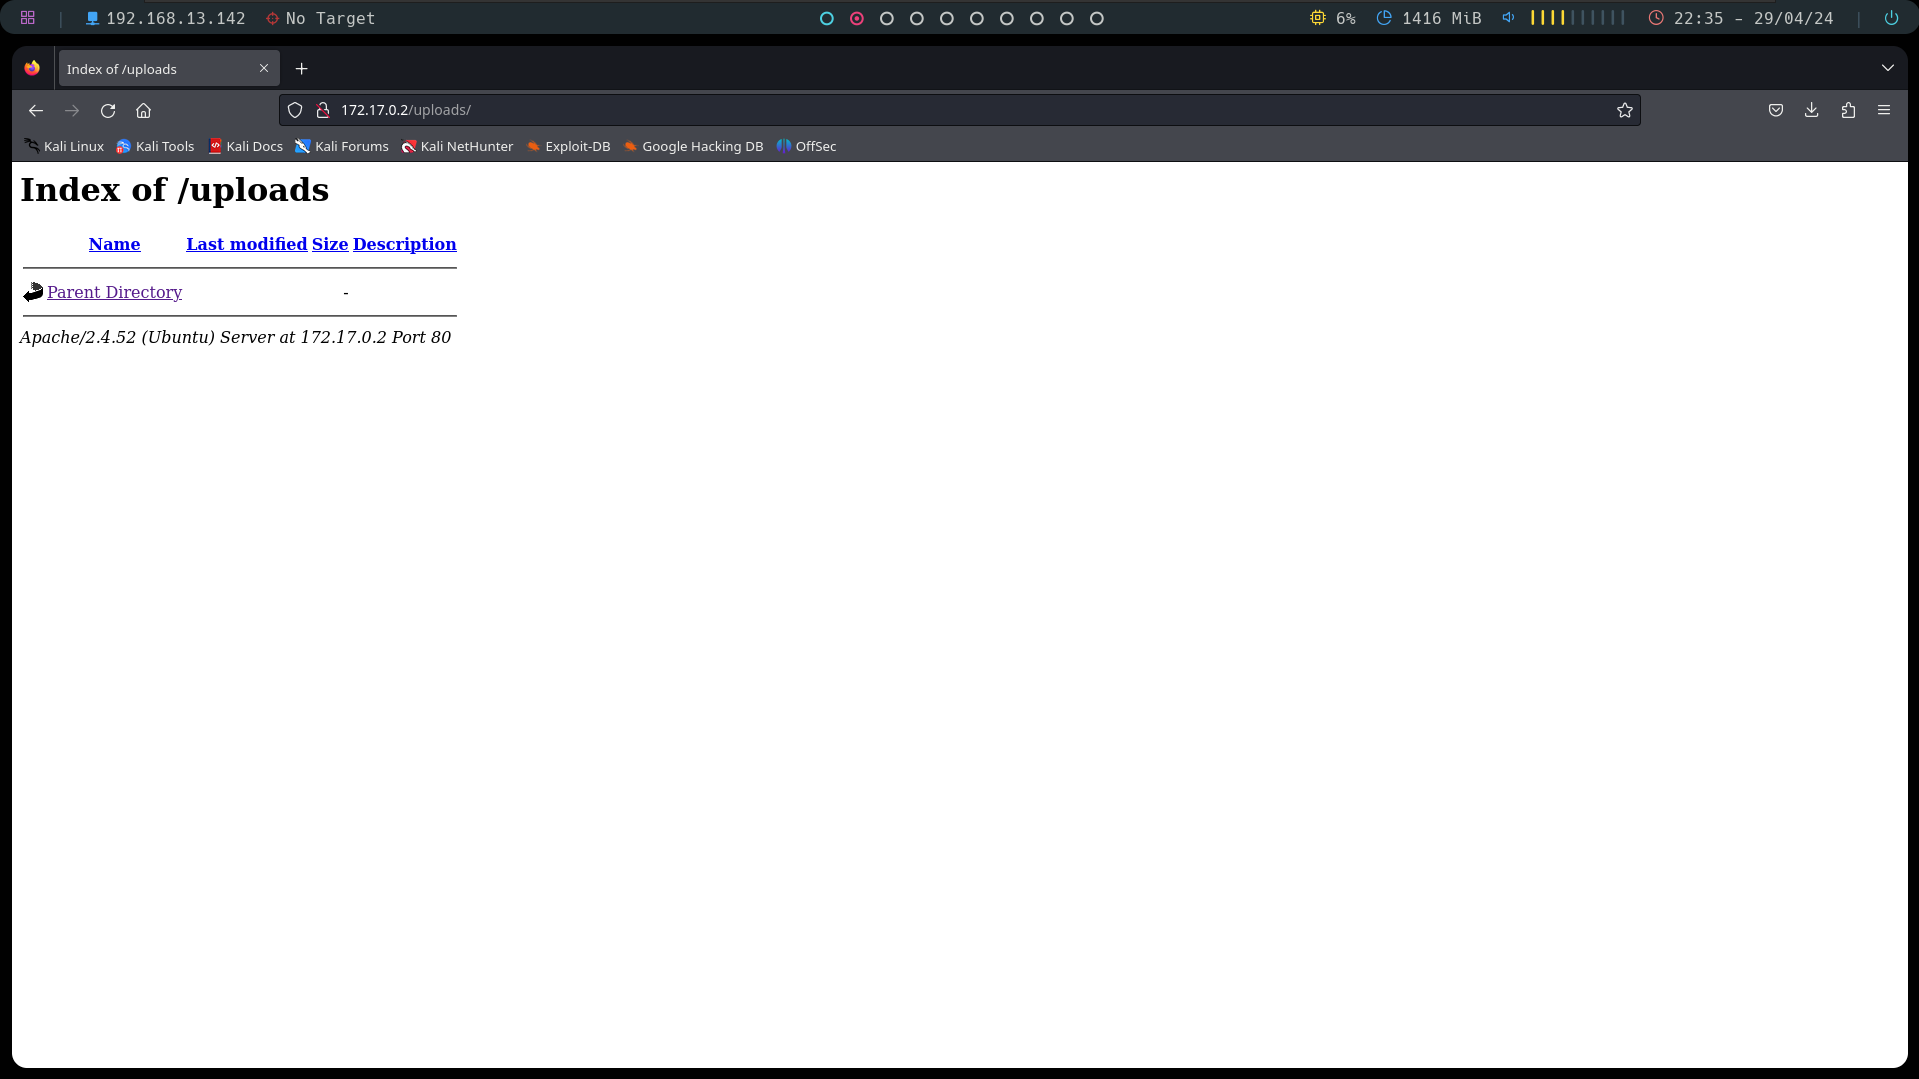 192.168.13.142 No Target 6% 1416 MiB 22:35 - 29/04/24
Index of /uploads
172.17.0.2/uploads/
Kali Linux Kali Tools Kali Docs Kali Forums Kali NetHunter Exploit-DB Google Hacking DB OffSec
Index of /uploads
Name Last modified Size Description
Parent Directory -
Apache/2.4.52 (Ubuntu) Server at 172.17.0.2 Port 80